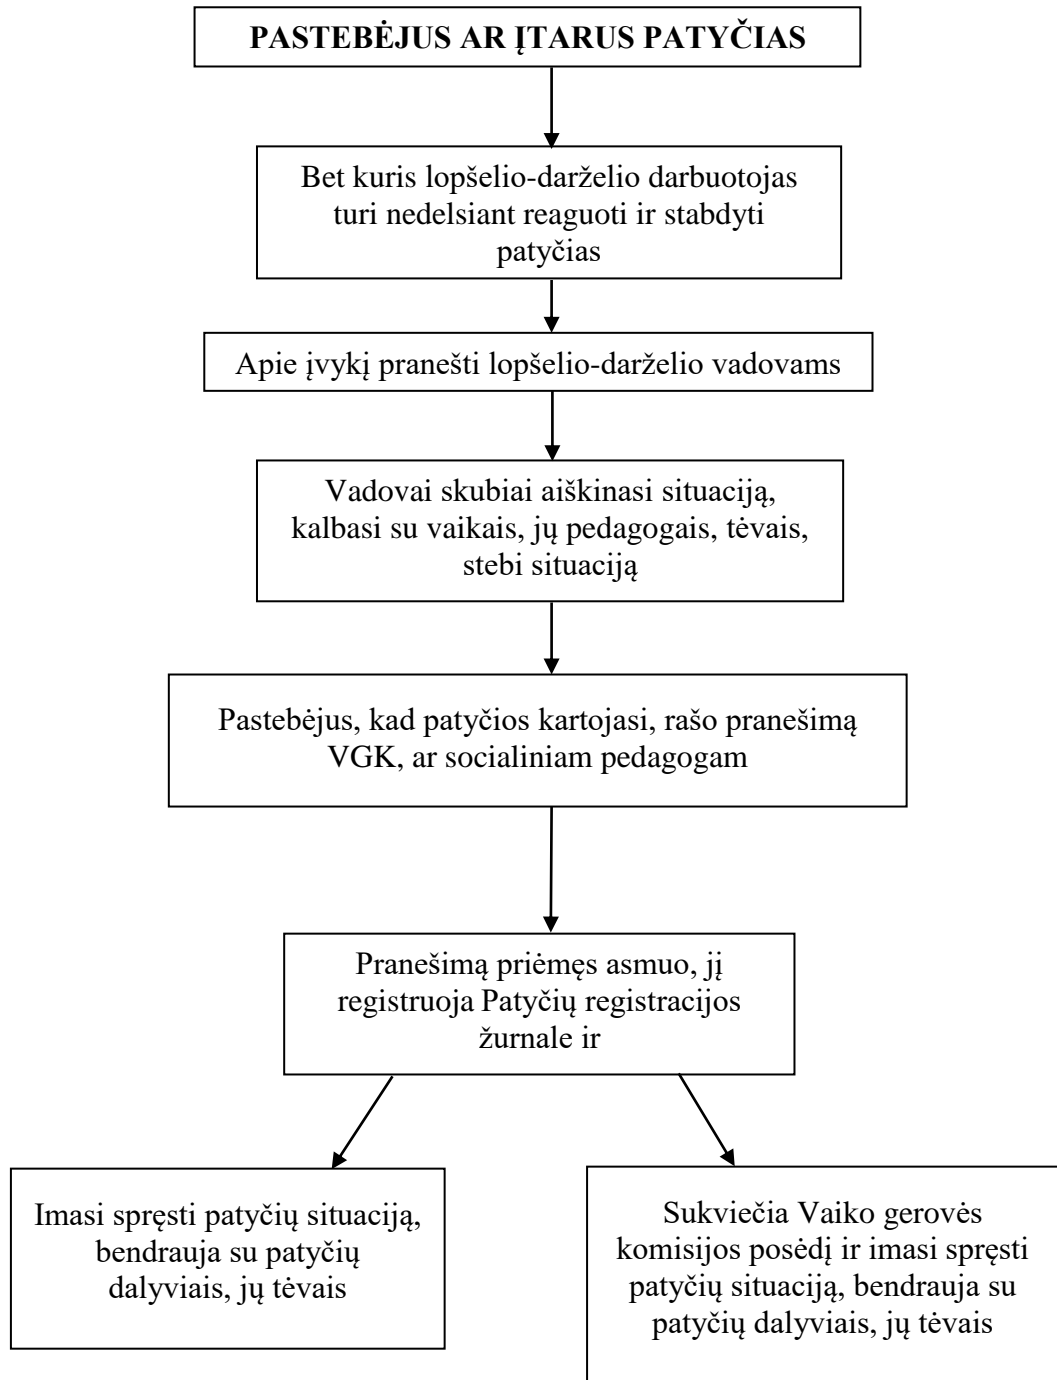 PASTEBĖJUS AR ĮTARUS PATYČIAS
Bet kuris lopšelio-darželio darbuotojas
turi nedelsiant reaguoti ir stabdyti
patyčias
Apie įvykį pranešti lopšelio-darželio vadovams
Vadovai skubiai aiškinasi situaciją,
kalbasi su vaikais, jų pedagogais, tėvais,
stebi situaciją
Pastebėjus, kad patyčios kartojasi, rašo pranešimą
VGK, ar socialiniam pedagogam
Pranešimą priėmęs asmuo, jį
registruoja Patyčių registracijos
žurnale ir
Imasi spręsti patyčių situaciją,
bendrauja su patyčių
dalyviais, jų tėvais
Sukviečia Vaiko gerovės
komisijos posėdį ir imasi spręsti
patyčių situaciją, bendrauja su
patyčių dalyviais, jų tėvais